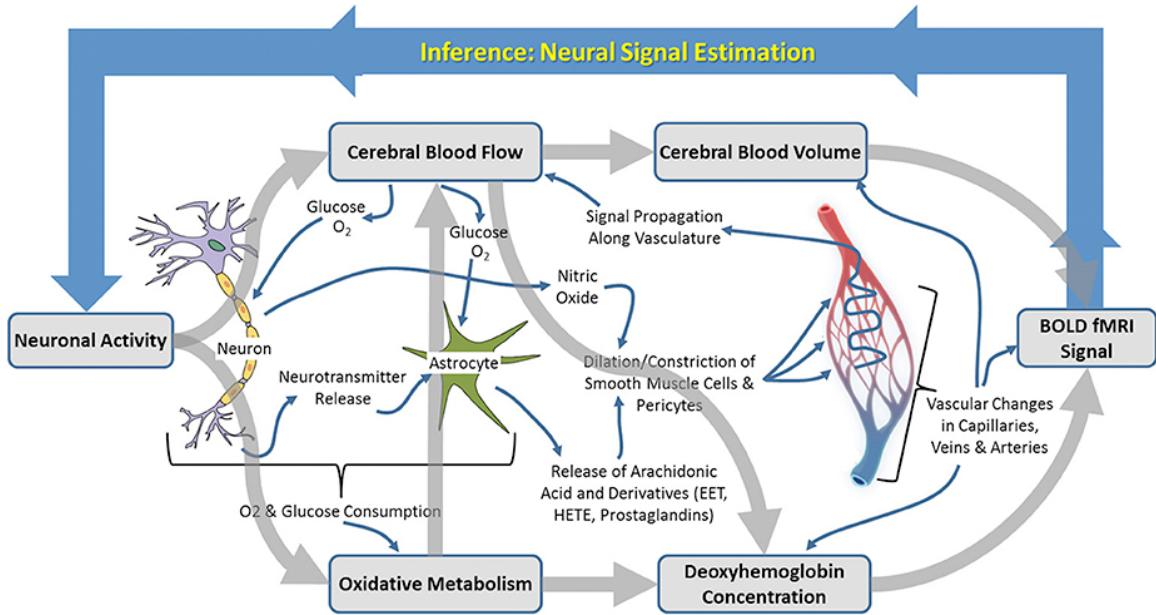 Inference: Neural Signal Estimation
Cerebral Blood Flow
Cerebral Blood Volume
Glucose
O2
Glucose
O2
Signal Propagation
Along Vasculature
Nitric
Oxide
Neuronal Activity
Neuron
Astrocyte
BOLD fMRI
Signal
Neurotransmitter
Release
Dilation/Constriction of
Smooth Muscle Cells &
Pericytes
Vascular Changes
in Capillaries,
Veins & Arteries
Release of Arachidonic
Acid and Derivatives (EET,
HETE, Prostaglandins)
O2 & Glucose Consumption
Oxidative Metabolism
Deoxyhemoglobin
Concentration